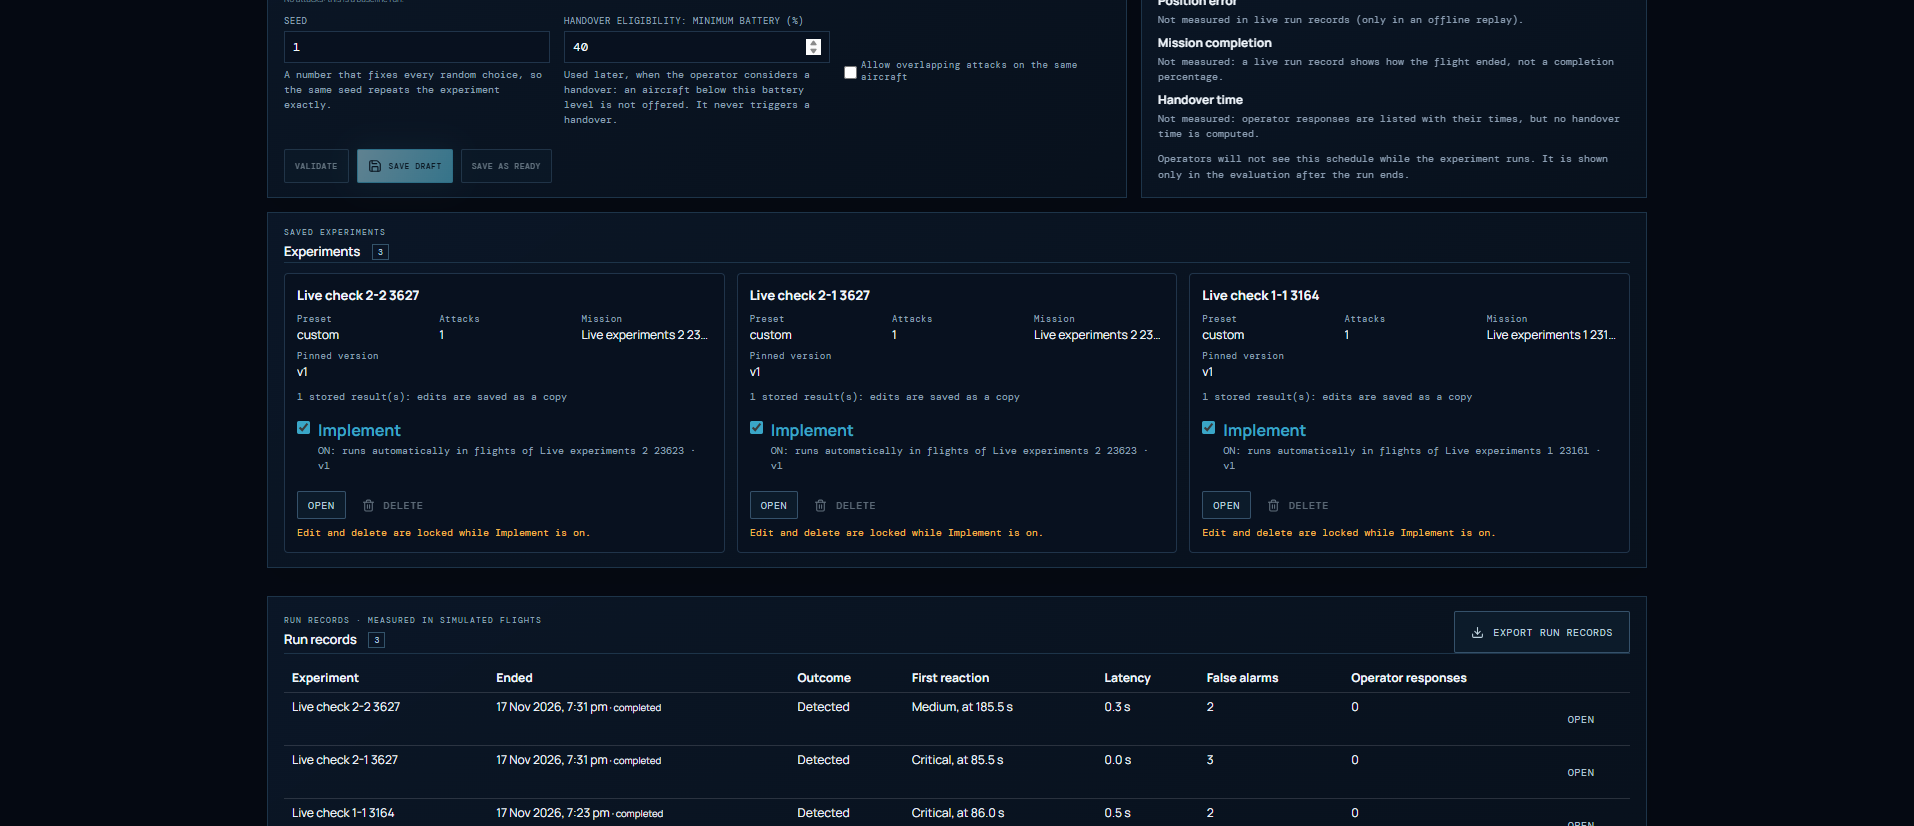 SEED
1
A number that fixes every random choice, so
the same seed repeats the experiment
exactly.
HANDOVER ELIGIBILITY: MINIMUM BATTERY (%)
40
Used later, when the operator considers a
handover: an aircraft below this battery
level is not offered. It never triggers a
handover.
Allow overlapping attacks on the same
aircraft
VALIDATE
SAVE DRAFT
SAVE AS READY
Position error
Not measured in live run records (only in an offline replay).
Mission completion
Not measured: a live run record shows how the flight ended, not a completion
percentage.
Handover time
Not measured: operator responses are listed with their times, but no handover
time is computed.
Operators will not see this schedule while the experiment runs. It is shown
only in the evaluation after the run ends.
SAVED EXPERIMENTS
Experiments 3
Live check 2-2 3627
Preset Attacks Mission
custom 1 Live experiments 2 23...
Pinned version
v1
1 stored result(s): edits are saved as a copy
Implement
ON: runs automatically in flights of Live experiments 2 23623 ·
v1
OPEN DELETE
Edit and delete are locked while Implement is on.
Live check 2-1 3627
Preset Attacks Mission
custom 1 Live experiments 2 23...
Pinned version
v1
1 stored result(s): edits are saved as a copy
Implement
ON: runs automatically in flights of Live experiments 2 23623 ·
v1
OPEN DELETE
Edit and delete are locked while Implement is on.
Live check 1-1 3164
Preset Attacks Mission
custom 1 Live experiments 1 231...
Pinned version
v1
1 stored result(s): edits are saved as a copy
Implement
ON: runs automatically in flights of Live experiments 1 23161 ·
v1
OPEN DELETE
Edit and delete are locked while Implement is on.
RUN RECORDS · MEASURED IN SIMULATED FLIGHTS
Run records 3
EXPORT RUN RECORDS
Experiment Ended Outcome First reaction Latency False alarms Operator responses
Live check 2-2 3627 17 Nov 2026, 7:31 pm · completed Detected Medium, at 185.5 s 0.3 s 2 0 OPEN
Live check 2-1 3627 17 Nov 2026, 7:31 pm · completed Detected Critical, at 85.5 s 0.0 s 3 0 OPEN
Live check 1-1 3164 17 Nov 2026, 7:23 pm · completed Detected Critical, at 86.0 s 0.5 s 2 0 OPEN